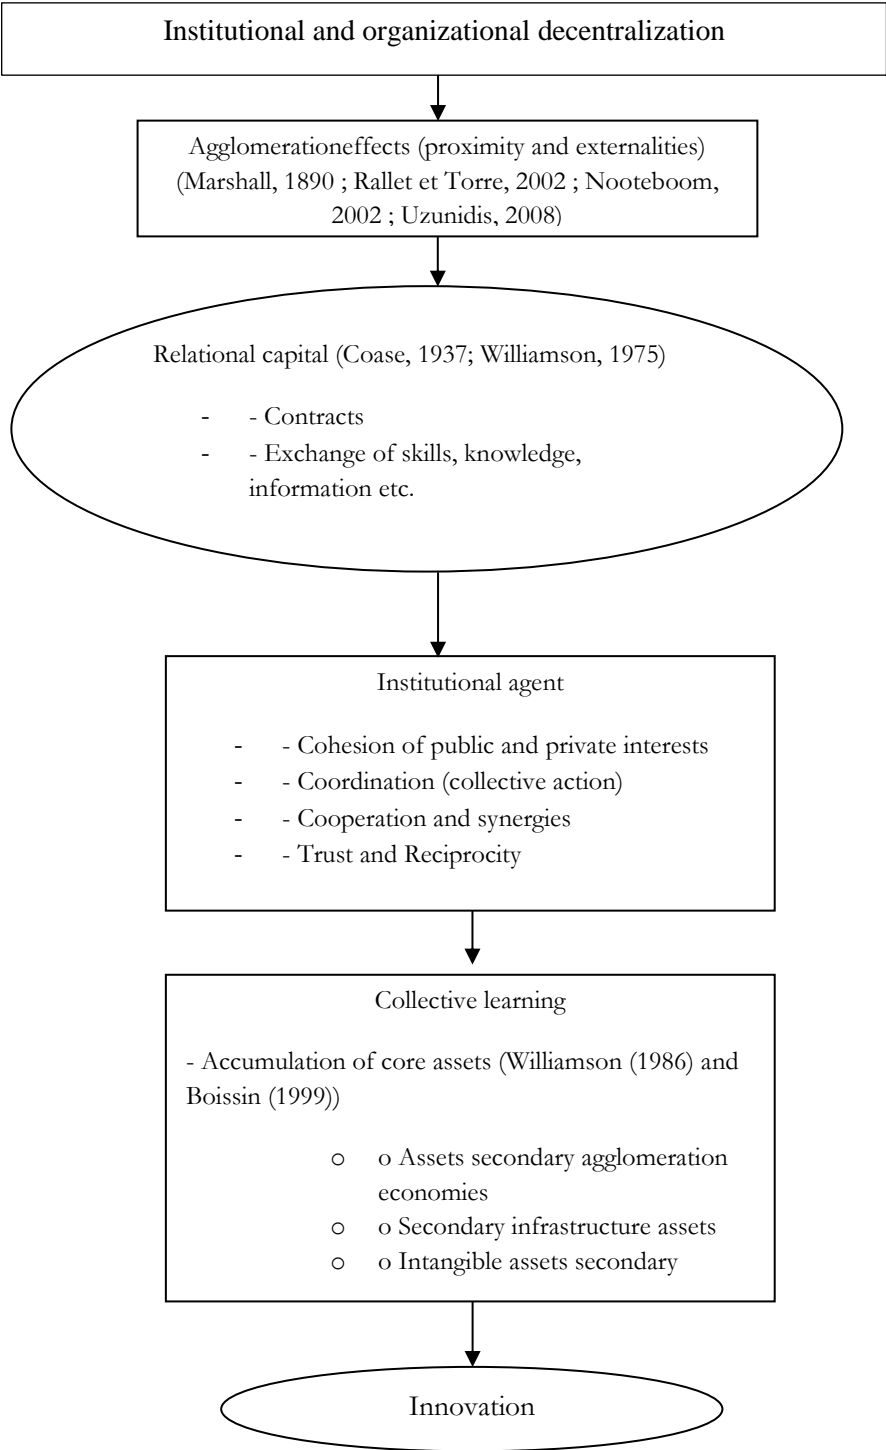 Institutional and organizational decentralization
Agglomerationeffects (proximity and externalities)
(Marshall, 1890 ; Rallet et Torre, 2002 ; Nooteboom,
2002 ; Uzunidis, 2008)
Relational capital (Coase, 1937; Williamson, 1975)
- - Contracts
- - Exchange of skills, knowledge,
information etc.
Institutional agent
- - Cohesion of public and private interests
- - Coordination (collective action)
- - Cooperation and synergies
- - Trust and Reciprocity
Collective learning
- Accumulation of core assets (Williamson (1986) and
Boissin (1999))
o o Assets secondary agglomeration
economies
o o Secondary infrastructure assets
o o Intangible assets secondary
Innovation